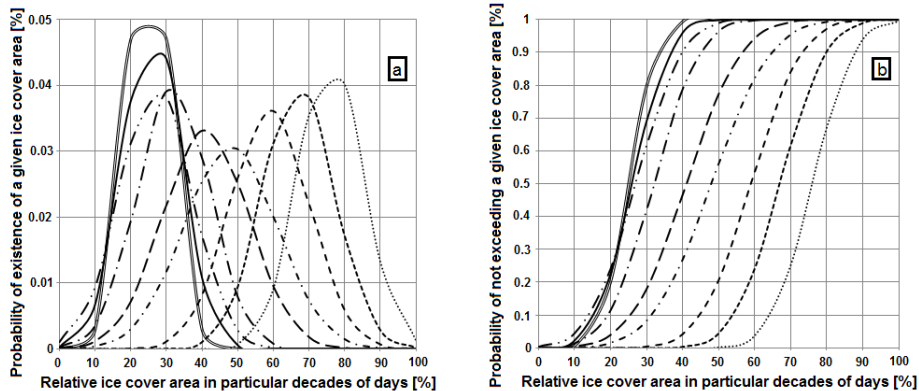 Probability of existence of a given ice cover area [%]
0.05
0.04
0.03
0.02
0.01
0
0 10 20 30 40 50 60 70 80 90 100
Relative ice cover area in particular decades of days [%]
a
Probability of not exceeding a given ice cover area [%]
1
0.9
0.8
0.7
0.6
0.5
0.4
0.3
0.2
0.1
0
0 10 20 30 40 50 60 70 80 90 100
Relative ice cover area in particular decades of days [%]
b